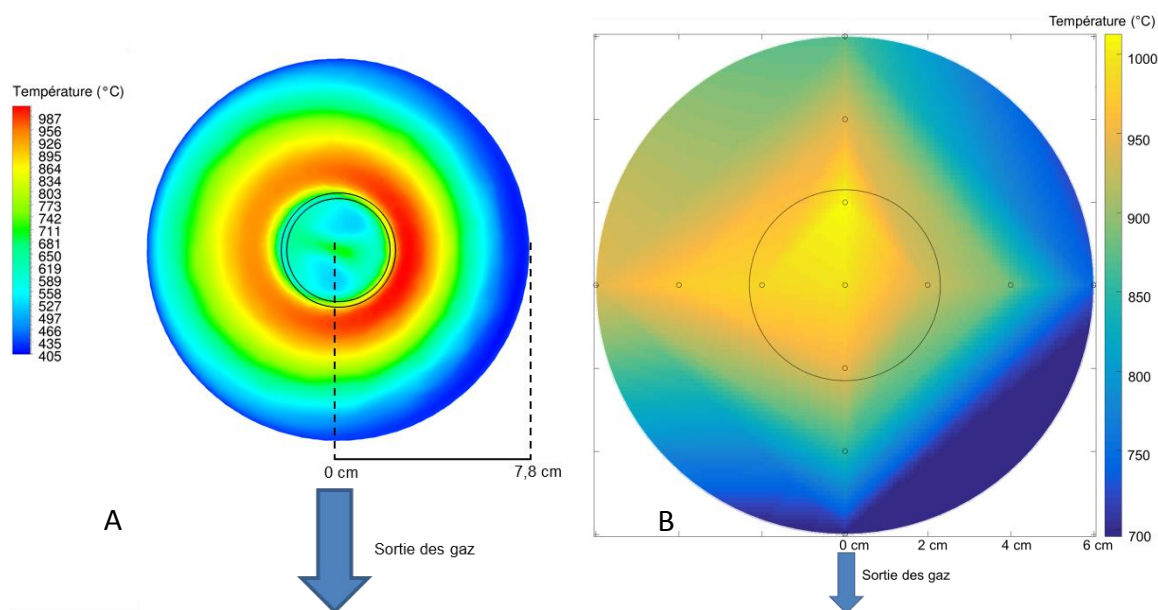 Température (°C)
987
956
926
895
864
834
803
773
742
711
681
650
619
588
558
527
496
466
435
405
0 cm
7,8 cm
A
Sortie des gaz
Température (°C)
1000
950
900
850
800
750
700
B
0 cm
2 cm
4 cm
6 cm
Sortie des gaz